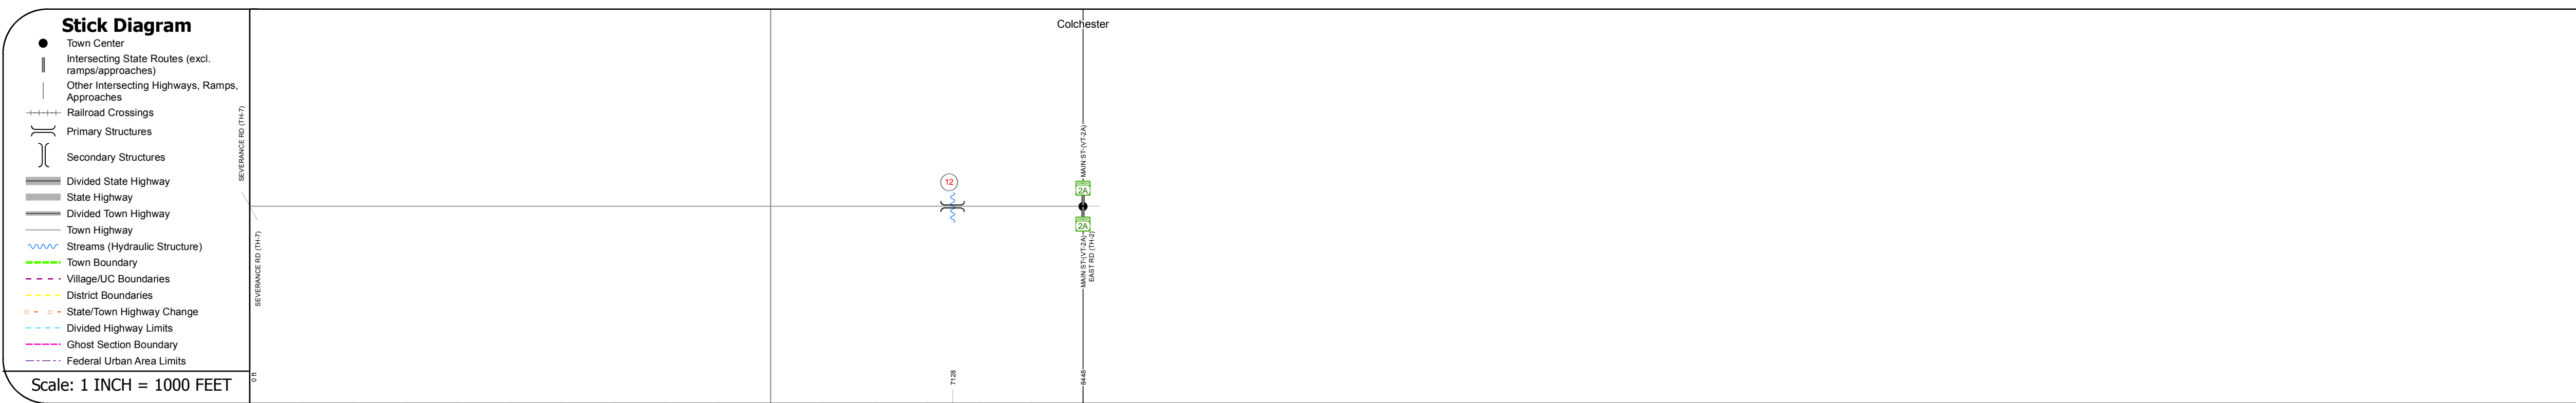 Stick Diagram
Town Center
Intersecting State Routes (excl.
ramps/approaches)
Other Intersecting Highways, Ramps,
Approaches
Railroad Crossings
Primary Structures
Secondary Structures
Divided State Highway
State Highway
Divided Town Highway
Town Highway
Streams (Hydraulic Structure)
Town Boundary
Village/UC Boundaries
District Boundaries
State/Town Highway Change
Divided Highway Limits
Ghost Section Boundary
Federal Urban Area Limits
Scale: 1 INCH = 1000 FEET
SEVERANCE RD (TH-7)
SEVERANCE RD (TH-7)
0 ft
12
7128
Colchester
MAIN ST-(VT-2A)
2A
2A
MAIN ST-(VT-2A)
EAST RD (TH-2)
8448